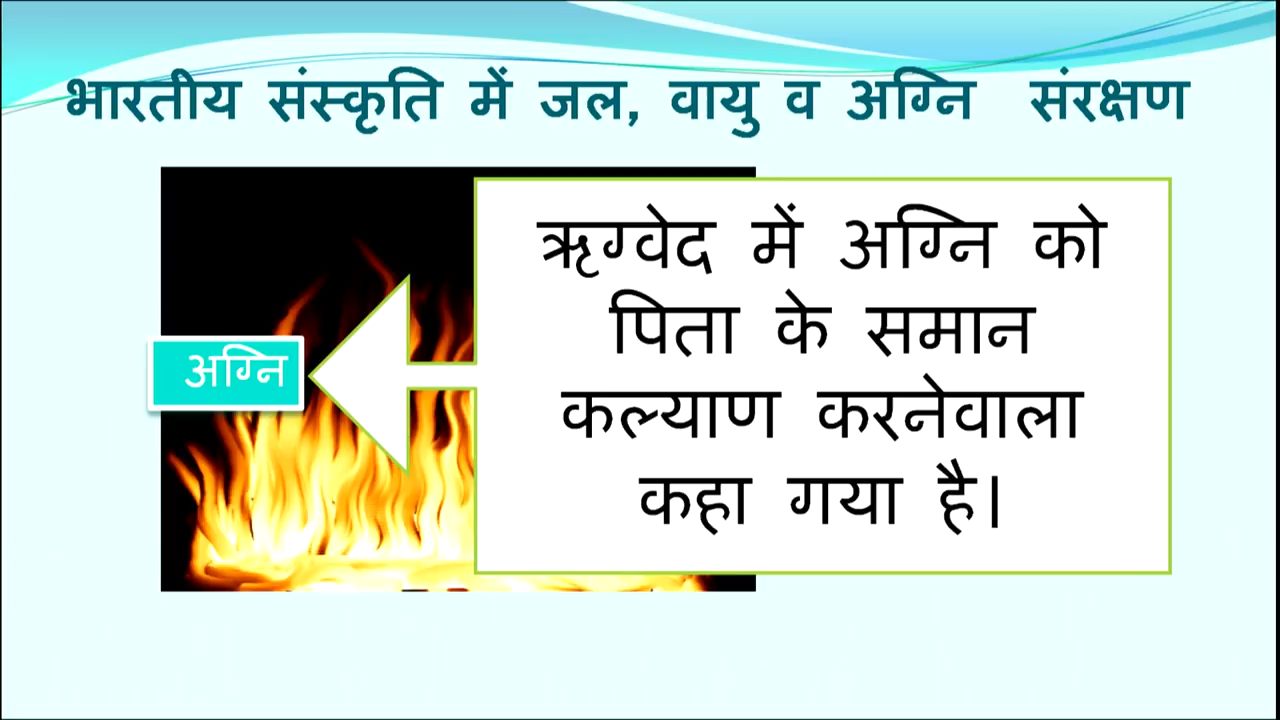 भारतीय संस्कृति में जल, वायु व अग्नि संरक्षण
अग्नि
ऋग्वेद में अग्नि को
पिता के समान
कल्याण करनेवाला
कहा गया है।